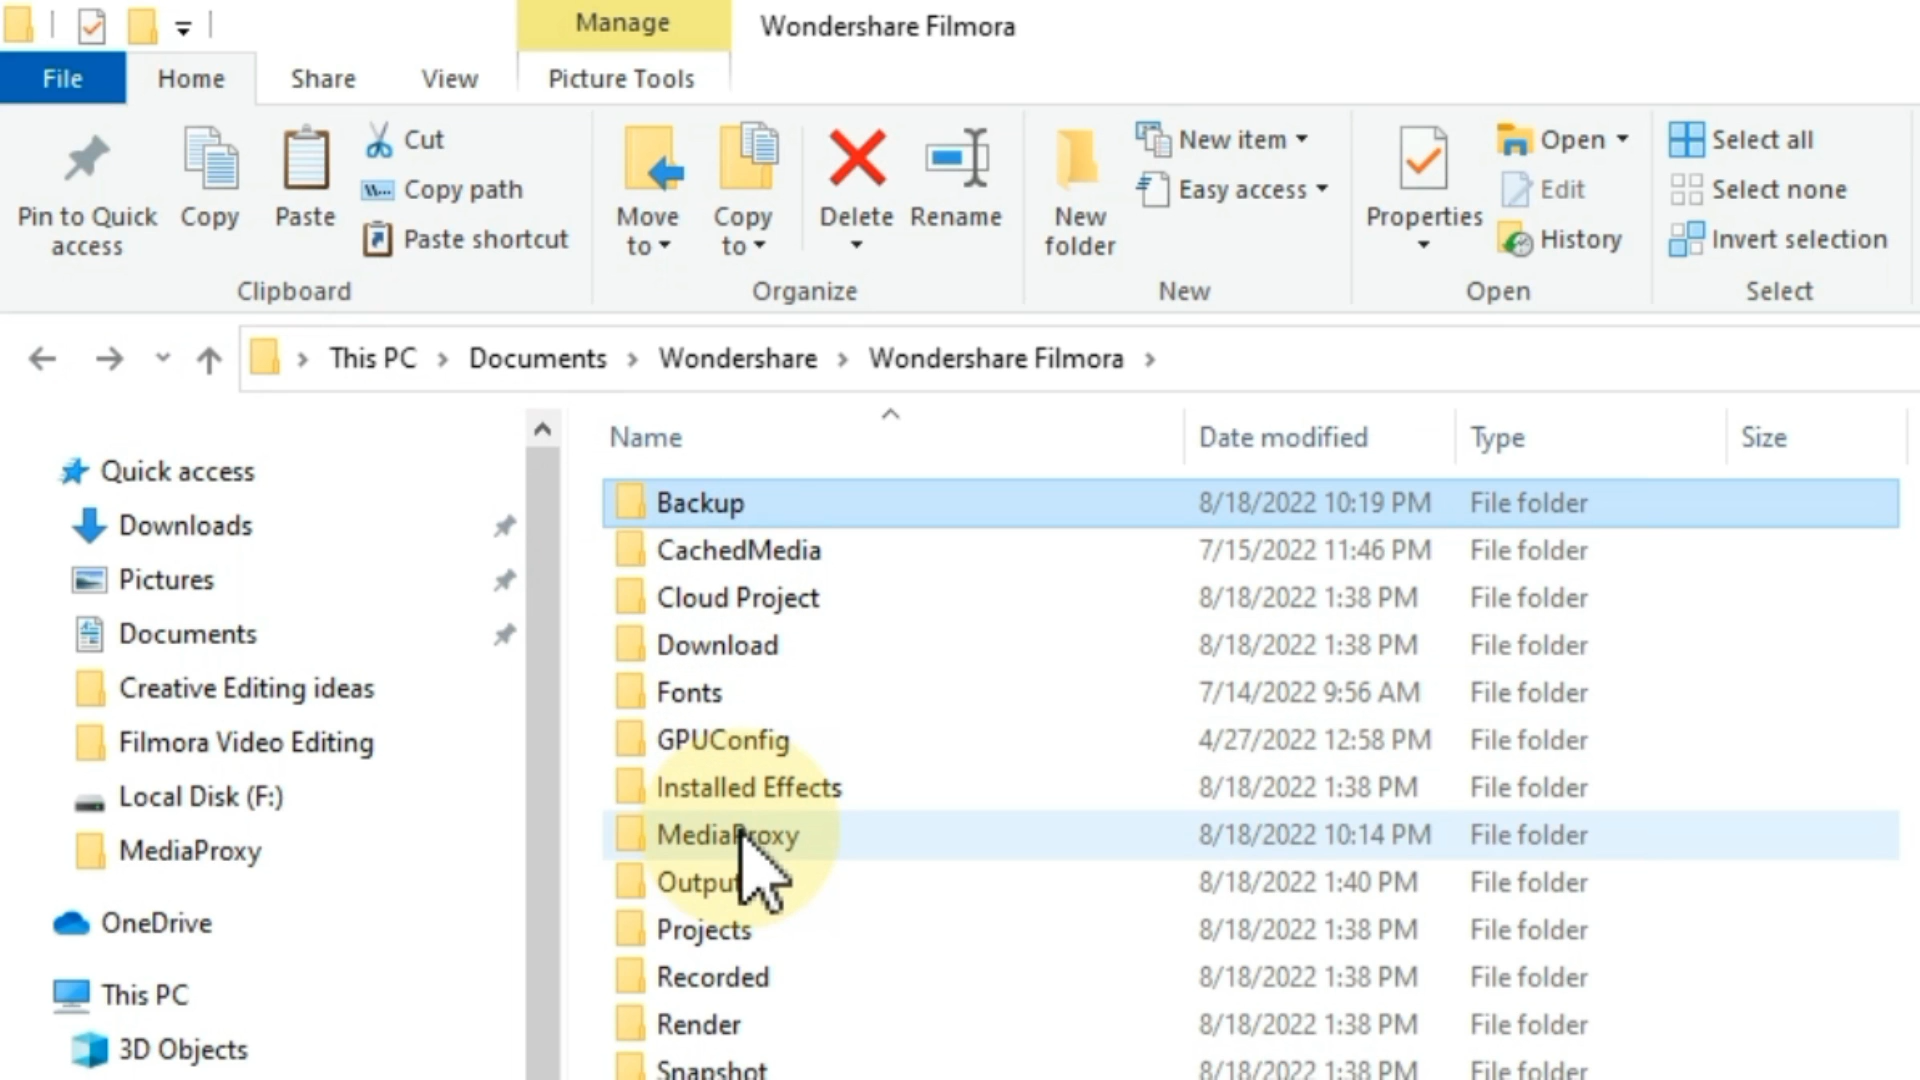 Manage
Wondershare Filmora
File
Home
Share
View
Picture Tools
Pin to Quick access
Copy
Paste
Cut
Copy path
Paste shortcut
Clipboard
Move to
Copy to
Delete
Rename
Organize
New folder
New item
Easy access
New
Properties
Open
Edit
History
Open
Select all
Select none
Invert selection
Select
This PC > Documents > Wondershare > Wondershare Filmora >
Quick access
Downloads
Pictures
Documents
Creative Editing ideas
Filmora Video Editing
Local Disk (F:)
MediaProxy
OneDrive
This PC
3D Objects
Name Date modified Type Size
Backup 8/18/2022 10:19 PM File folder
CachedMedia 7/15/2022 11:46 PM File folder
Cloud Project 8/18/2022 1:38 PM File folder
Download 8/18/2022 1:38 PM File folder
Fonts 7/14/2022 9:56 AM File folder
GPUConfig 4/27/2022 12:58 PM File folder
Installed Effects 8/18/2022 1:38 PM File folder
MediaProxy 8/18/2022 10:14 PM File folder
Output 8/18/2022 1:40 PM File folder
Projects 8/18/2022 1:38 PM File folder
Recorded 8/18/2022 1:38 PM File folder
Render 8/18/2022 1:38 PM File folder
Snapshot 8/18/2022 1:38 PM File folder